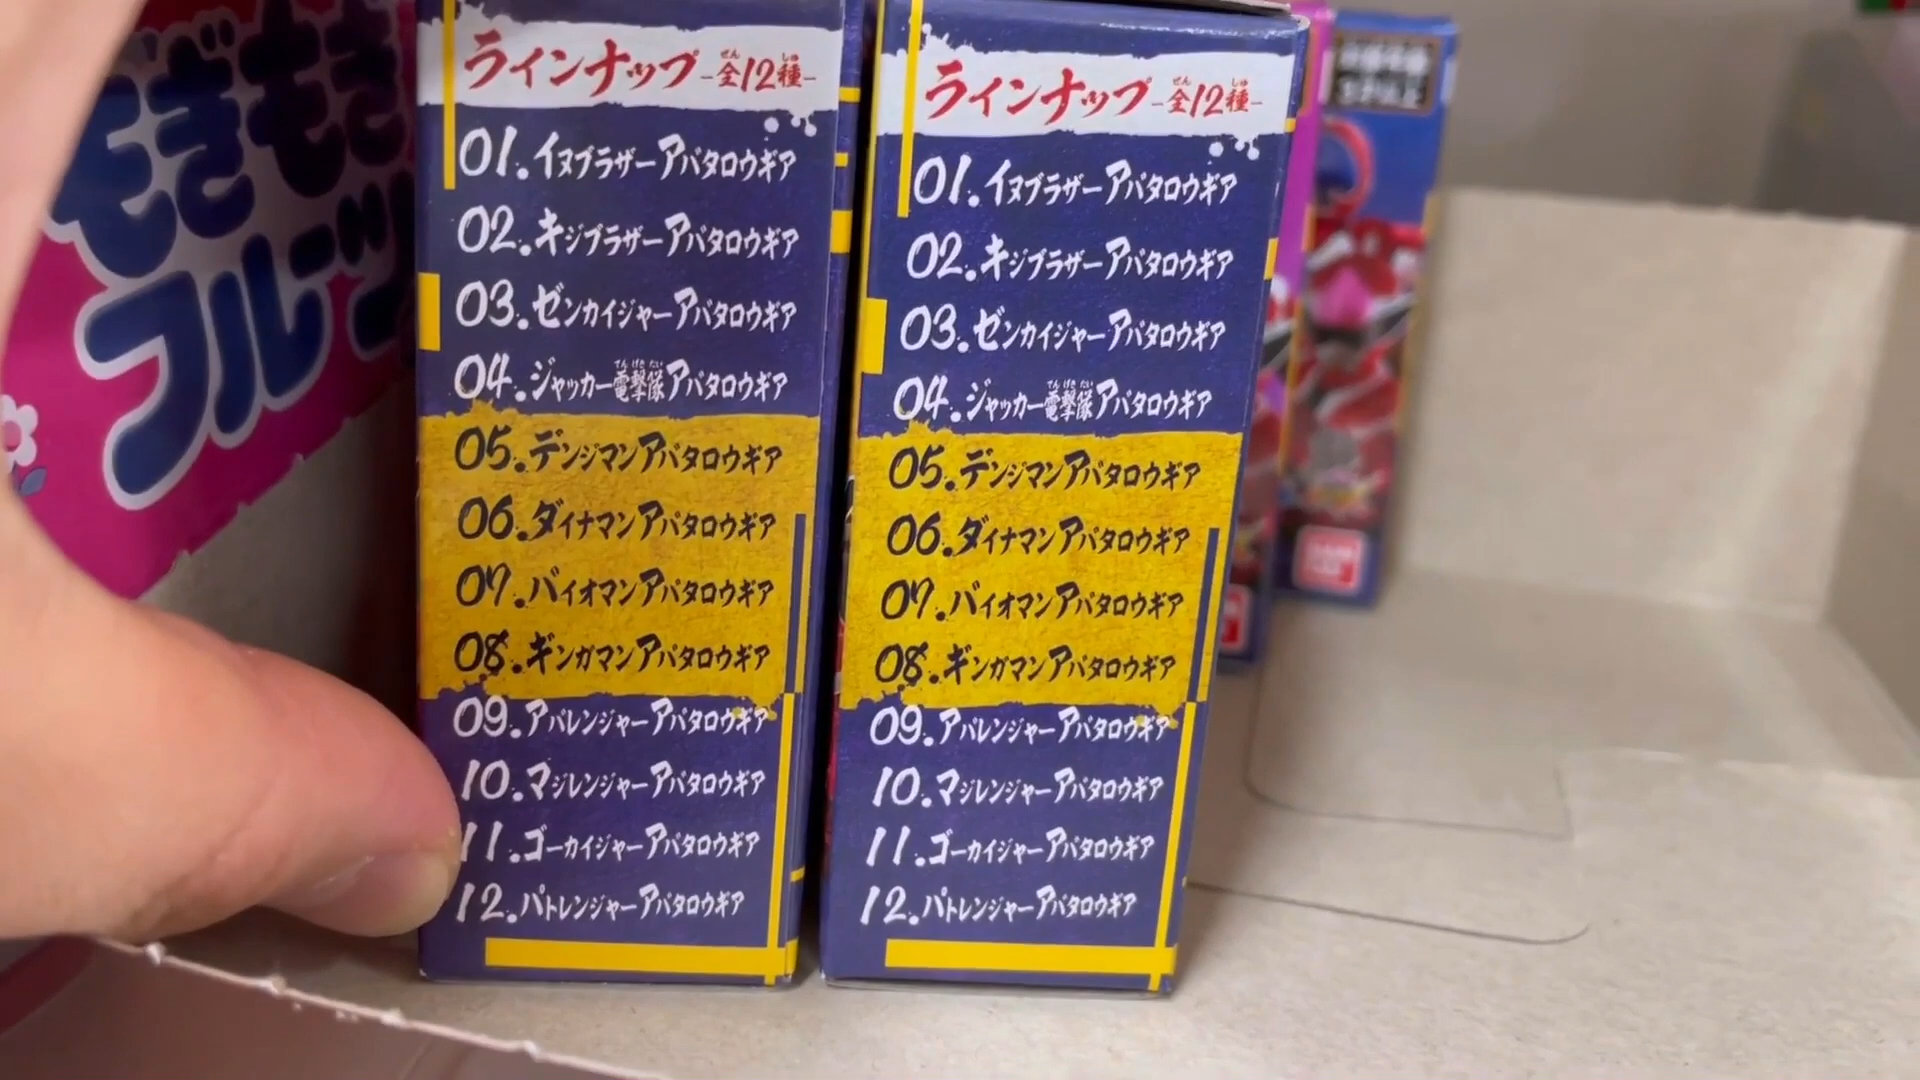 もぎもき
フルーツ
ラインナップ -全12種-
01.イヌブラザーアバタロウギア
02.キジブラザーアバタロウギア
03.ゼンカイジャーアバタロウギア
04.ジャッカー電撃隊アバタロウギア
05.デンジマンアバタロウギア
06.ダイナマンアバタロウギア
07.バイオマンアバタロウギア
08.ギンガマンアバタロウギア
09.アバレンジャーアバタロウギア
10.マジレンジャーアバタロウギア
11.ゴーカイジャーアバタロウギア
12.パトレンジャーアバタロウギア
ラインナップ -全12種-
01.イヌブラザーアバタロウギア
02.キジブラザーアバタロウギア
03.ゼンカイジャーアバタロウギア
04.ジャッカー電撃隊アバタロウギア
05.デンジマンアバタロウギア
06.ダイナマンアバタロウギア
07.バイオマンアバタロウギア
08.ギンガマンアバタロウギア
09.アバレンジャーアバタロウギア
10.マジレンジャーアバタロウギア
11.ゴーカイジャーアバタロウギア
12.パトレンジャーアバタロウギア